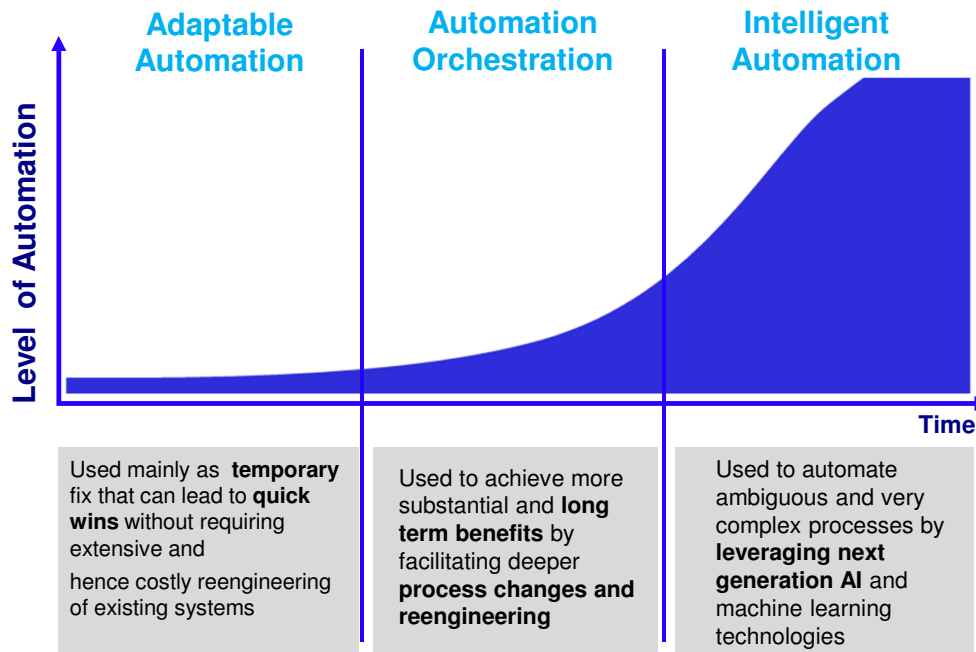 Adaptable
Automation
Automation
Orchestration
Intelligent
Automation
Level of Automation
Time
Used mainly as temporary
fix that can lead to quick
wins without requiring
extensive and
hence costly reengineering
of existing systems
Used to achieve more
substantial and long
term benefits by
facilitating deeper
process changes and
reengineering
Used to automate
ambiguous and very
complex processes by
leveraging next
generation AI and
machine learning
technologies